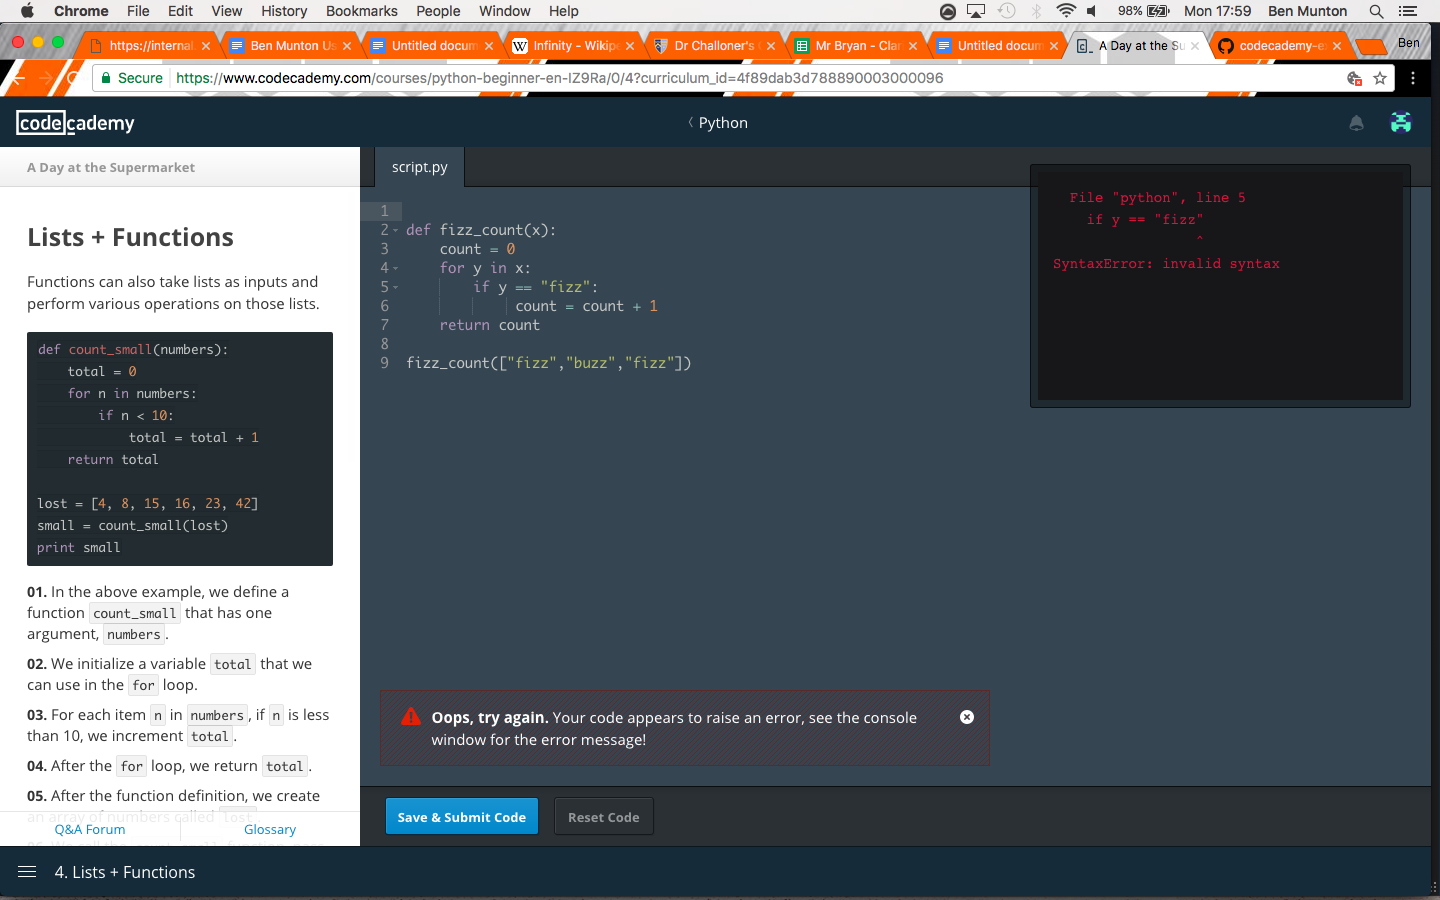 Chrome File Edit View History Bookmarks People Window Help 98% Mon 17:59 Ben Munton
https://internal. Ben Munton Us Untitled docum Infinity - Wikip Dr Challoner's Mr Bryan - Clar Untitled docum A Day at the Su codecademy-e Ben
Secure https://www.codecademy.com/courses/python-beginner-en-IZ9Ra/0/4?curriculum_id=4f89dab3d788890003000096
codecademy
Python
A Day at the Supermarket
Lists + Functions
Functions can also take lists as inputs and
perform various operations on those lists.
def count_small(numbers):
    total = 0
    for n in numbers:
        if n < 10:
            total = total + 1
    return total
lost = [4, 8, 15, 16, 23, 42]
small = count_small(lost)
print small
01. In the above example, we define a
function count_small that has one
argument, numbers.
02. We initialize a variable total that we
can use in the for loop.
03. For each item n in numbers, if n is less
than 10, we increment total.
04. After the for loop, we return total.
05. After the function definition, we create
an array of numbers called lost.
Q&A Forum Glossary
script.py
1
2 def fizz_count(x):
3     count = 0
4     for y in x:
5         if y == "fizz":
6             count = count + 1
7     return count
8
9 fizz_count(["fizz","buzz","fizz"])
File "python", line 5
if y == "fizz"
^
SyntaxError: invalid syntax
Oops, try again. Your code appears to raise an error, see the console
window for the error message!
Save & Submit Code Reset Code
4. Lists + Functions